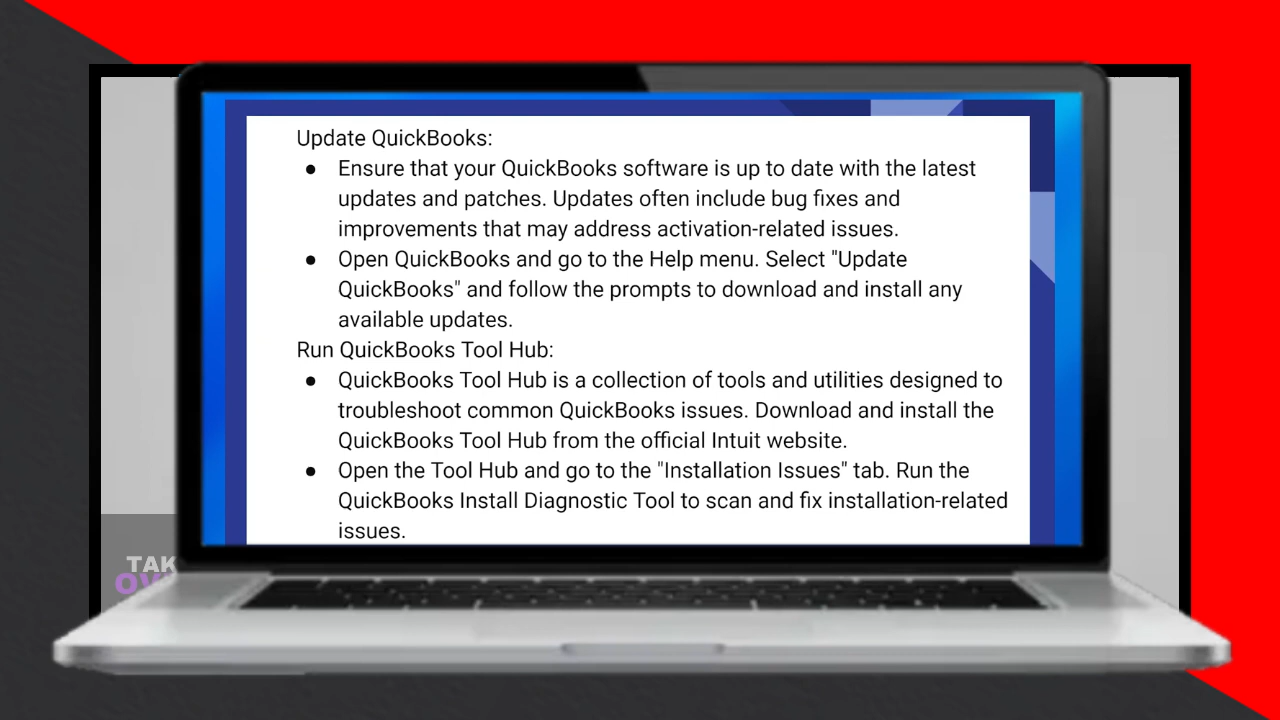 Update QuickBooks:
● Ensure that your QuickBooks software is up to date with the latest
updates and patches. Updates often include bug fixes and
improvements that may address activation-related issues.
● Open QuickBooks and go to the Help menu. Select "Update
QuickBooks" and follow the prompts to download and install any
available updates.
Run QuickBooks Tool Hub:
● QuickBooks Tool Hub is a collection of tools and utilities designed to
troubleshoot common QuickBooks issues. Download and install the
QuickBooks Tool Hub from the official Intuit website.
● Open the Tool Hub and go to the "Installation Issues" tab. Run the
QuickBooks Install Diagnostic Tool to scan and fix installation-related
issues.